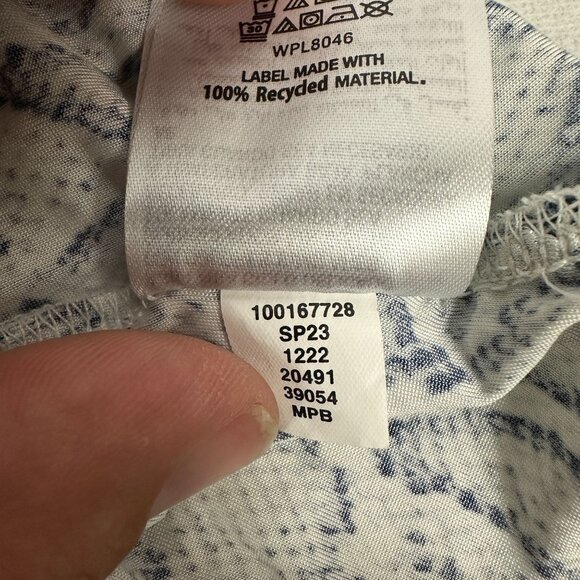 WPL8046
LABEL MADE WITH
100% Recycled MATERIAL.
100167728
SP23
1222
20491
39054
MPB